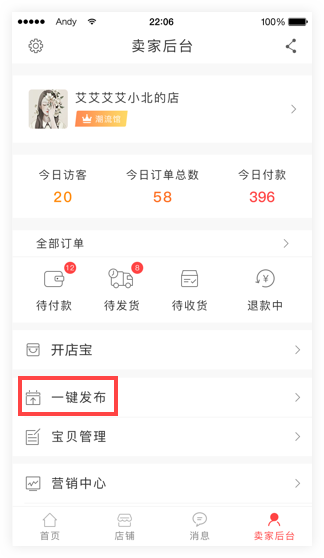 Andy 22:06 100%
卖家后台
艾艾艾艾小北的店
潮流馆
今日访客 今日订单总数 今日付款
20 58 396
全部订单
12 8
待付款 待发货 待收货 退款中
开店宝
一键发布
宝贝管理
营销中心
首页 店铺 消息 卖家后台